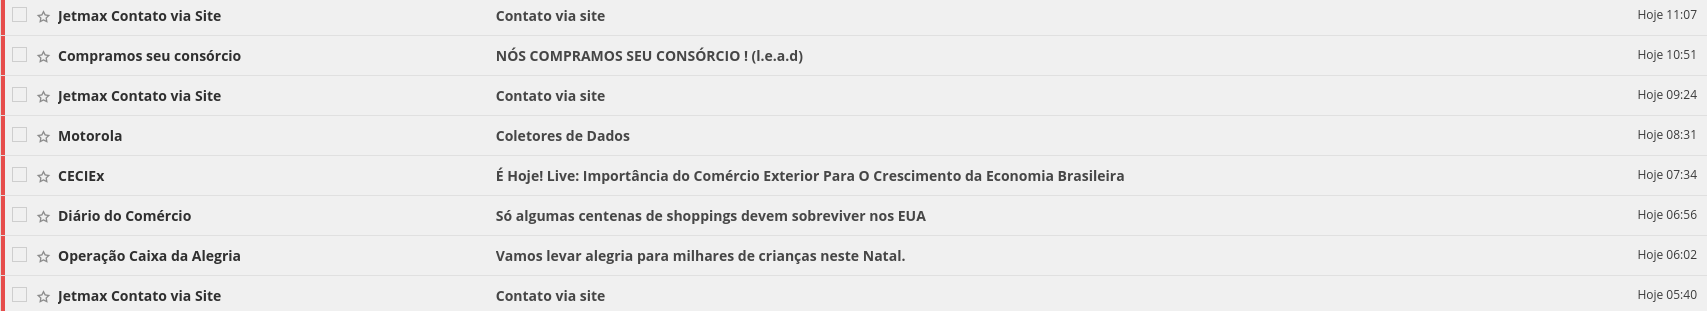 Jetmax Contato via Site Contato via site Hoje 11:07
Compramos seu consórcio NÓS COMPRAMOS SEU CONSÓRCIO ! (l.e.a.d) Hoje 10:51
Jetmax Contato via Site Contato via site Hoje 09:24
Motorola Coletores de Dados Hoje 08:31
CECIEx É Hoje! Live: Importância do Comércio Exterior Para O Crescimento da Economia Brasileira Hoje 07:34
Diário do Comércio Só algumas centenas de shoppings devem sobreviver nos EUA Hoje 06:56
Operação Caixa da Alegria Vamos levar alegria para milhares de crianças neste Natal. Hoje 06:02
Jetmax Contato via Site Contato via site Hoje 05:40